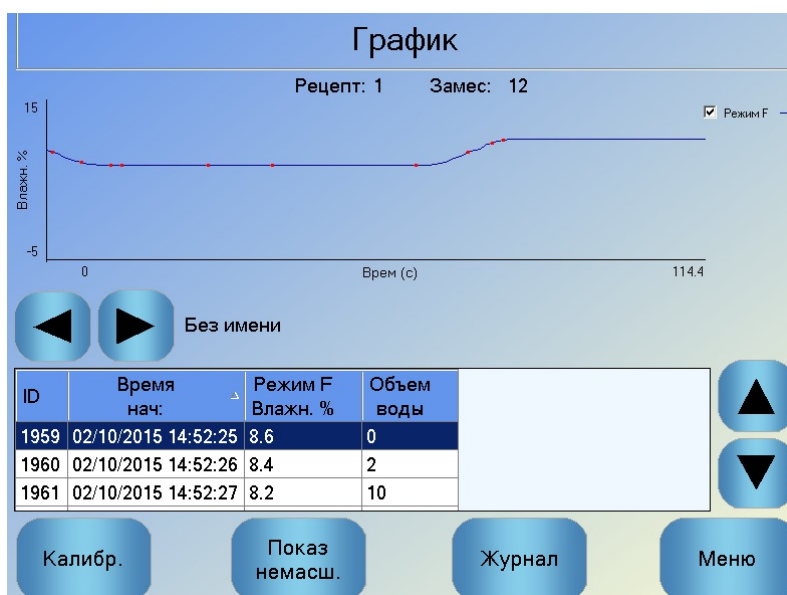 График
Рецепт: 1 Замес: 12
15
Режим F
Влажн. %
-5
0 Врем (с) 114.4
Без имени
ID Время нач: Режим F Влажн. % Объем воды
1959 02/10/2015 14:52:25 8.6 0
1960 02/10/2015 14:52:26 8.4 2
1961 02/10/2015 14:52:27 8.2 10
Калибр. Показ немасш. Журнал Меню